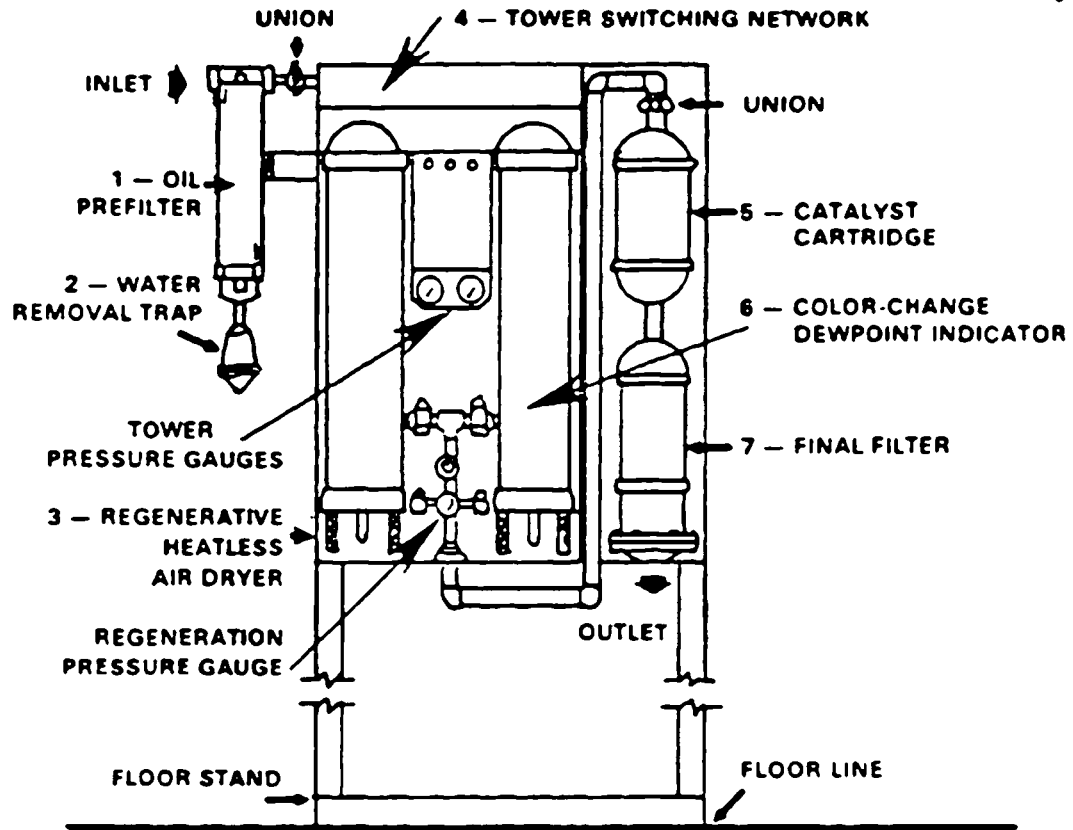 UNION
4 — TOWER SWITCHING NETWORK
INLET
UNION
1 — OIL
PREFILTER
5 — CATALYST
CARTRIDGE
2 — WATER
REMOVAL TRAP
6 — COLOR-CHANGE
DEWPOINT INDICATOR
TOWER
PRESSURE GAUGES
7 — FINAL FILTER
3 — REGENERATIVE
HEATLESS
AIR DRYER
OUTLET
REGENERATION
PRESSURE GAUGE
FLOOR STAND
FLOOR LINE